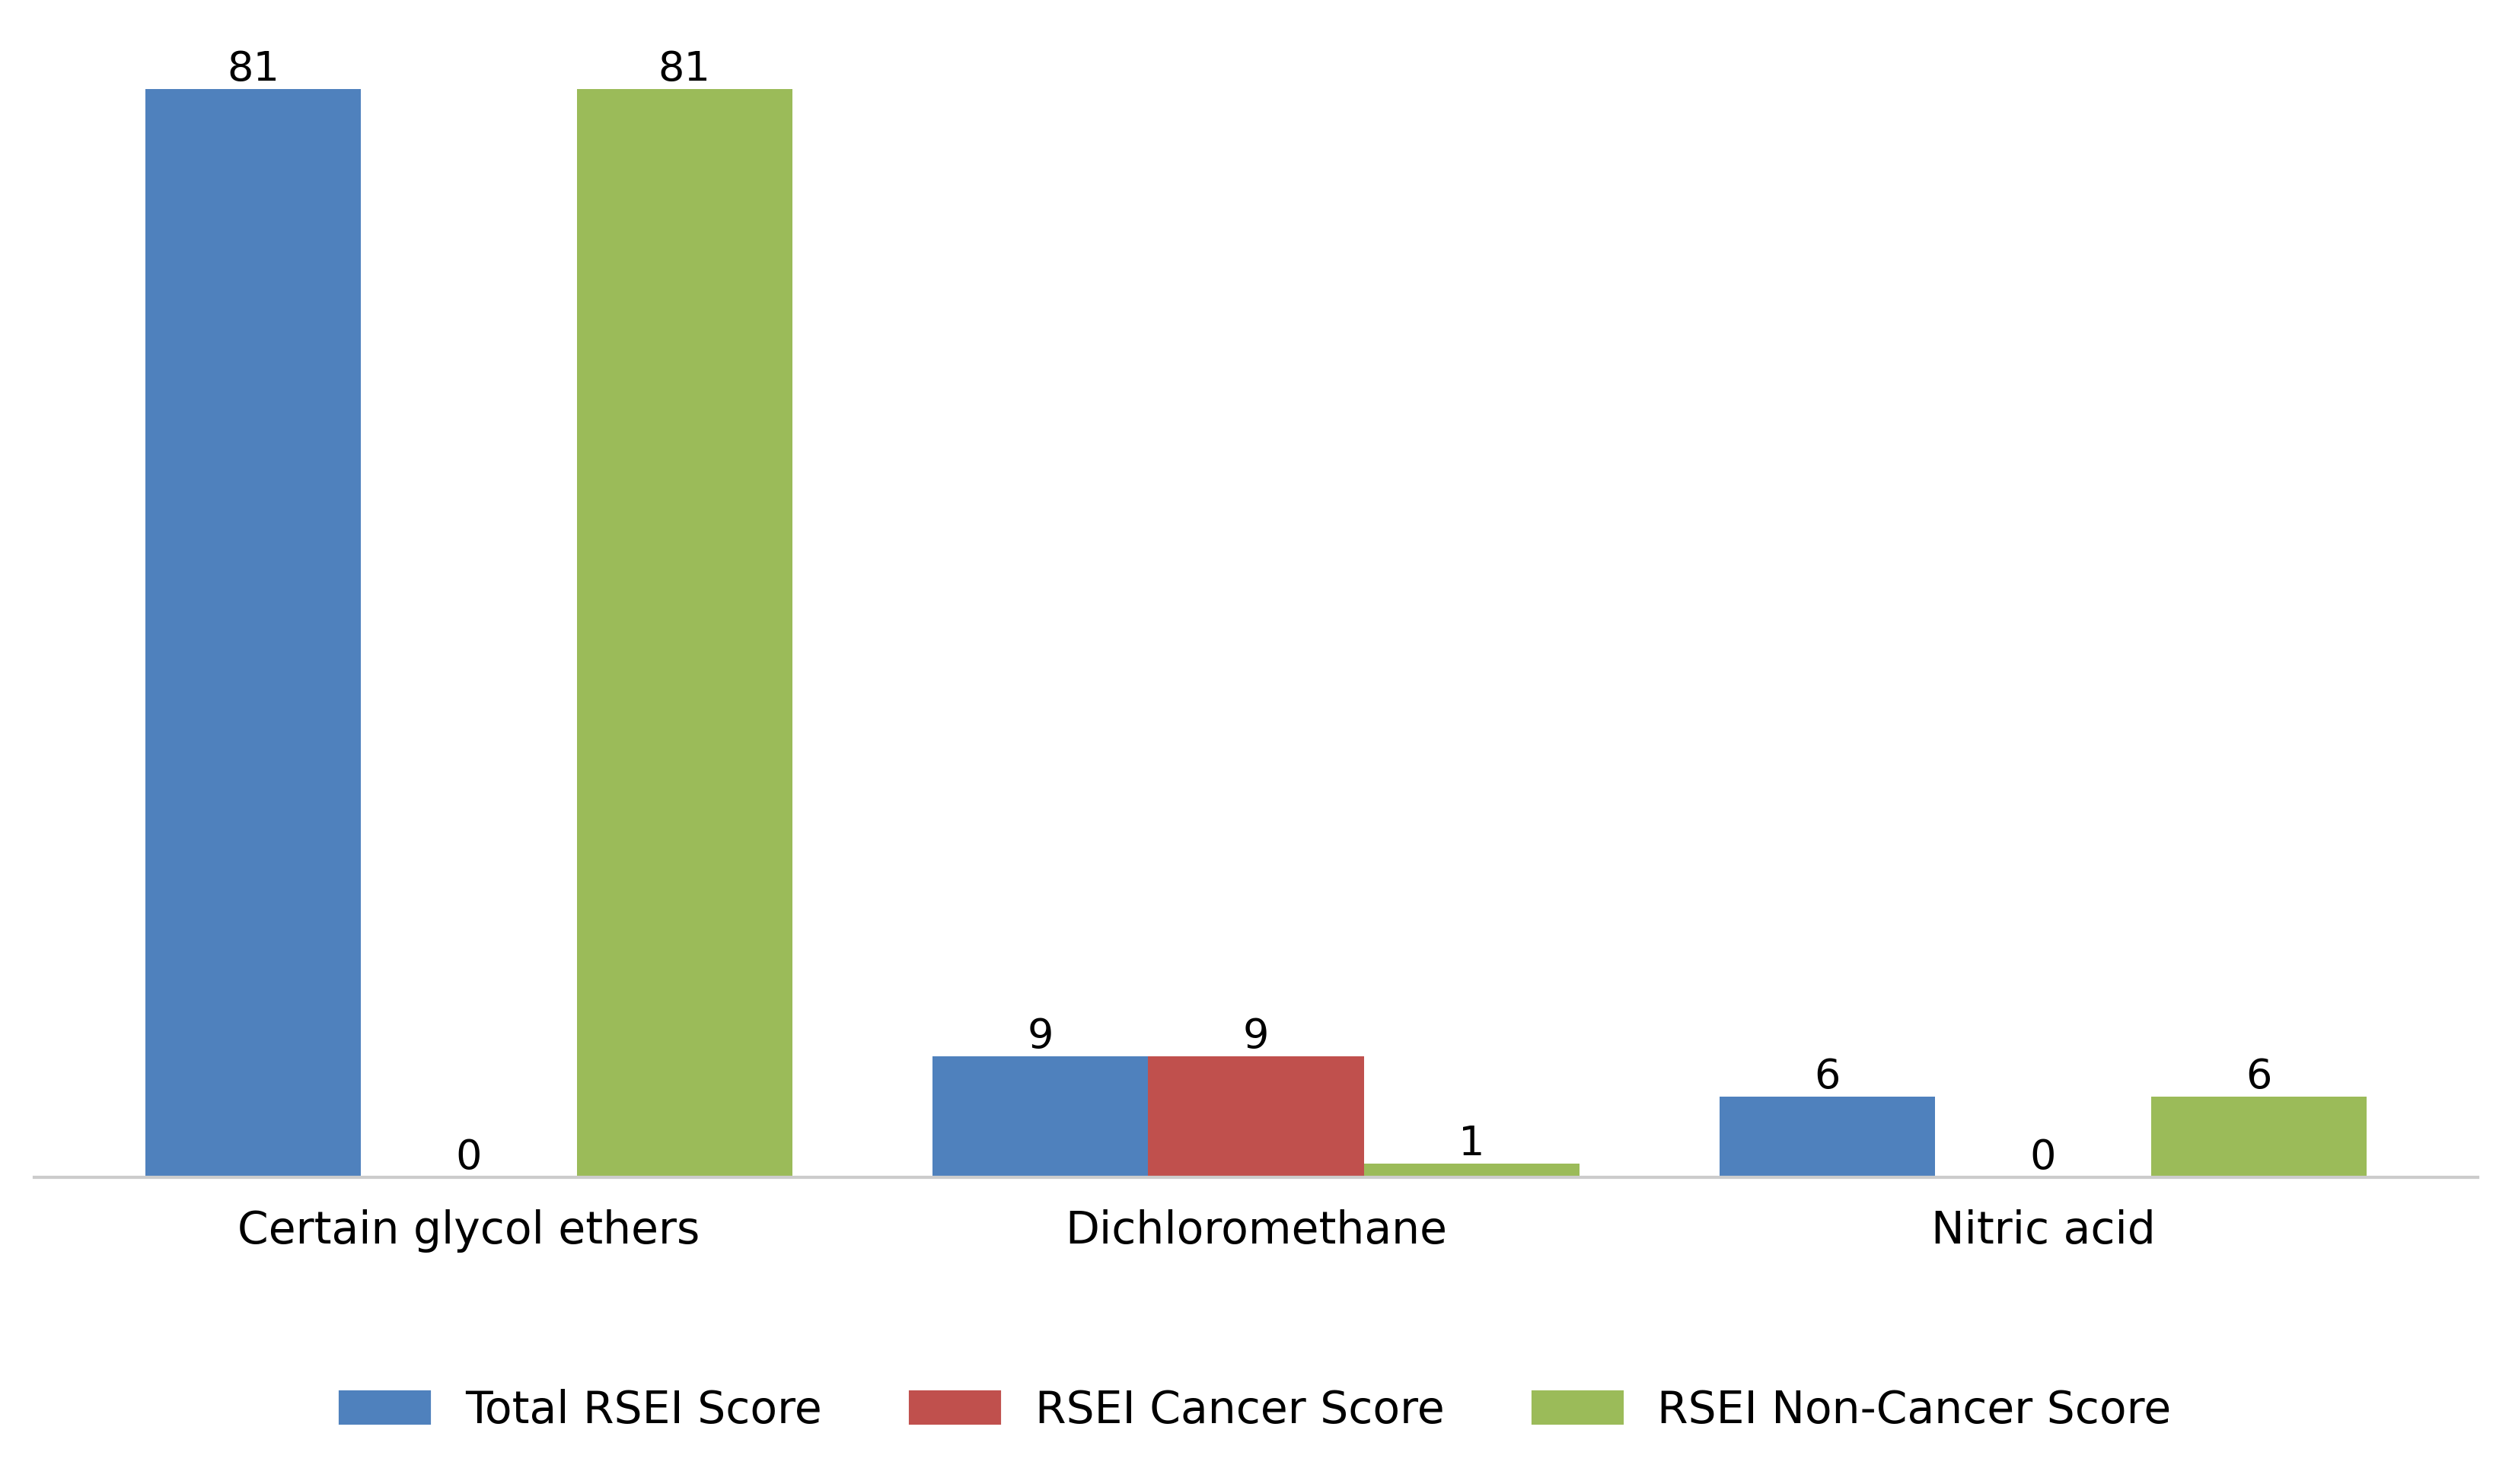 81
81
0
9
9
1
6
0
6
Certain glycol ethers
Dichloromethane
Nitric acid
Total RSEI Score
RSEI Cancer Score
RSEI Non-Cancer Score